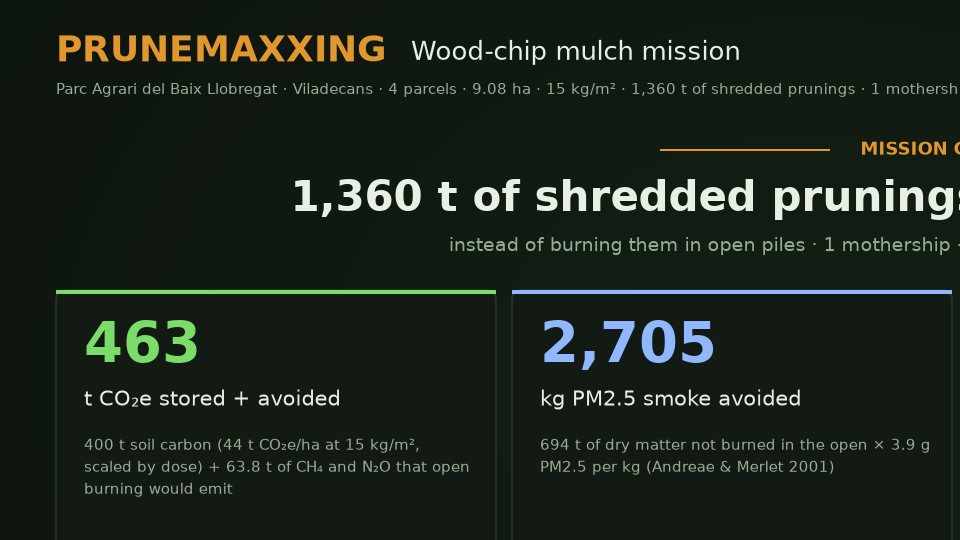 PRUNEMAXXING Wood-chip mulch mission
Parc Agrari del Baix Llobregat · Viladecans · 4 parcels · 9.08 ha · 15 kg/m² · 1,360 t of shredded prunings · 1
MISSION
1,360 t of shredded prunings
instead of burning them in open piles · 1 mothership ·
463
t CO₂e stored + avoided
400 t soil carbon (44 t CO₂e/ha at 15 kg/m²,
scaled by dose) + 63.8 t of CH₄ and N₂O that open
burning would emit
2,705
kg PM2.5 smoke avoided
694 t of dry matter not burned in the open × 3.9 g
PM2.5 per kg (Andreae & Merlet 2001)